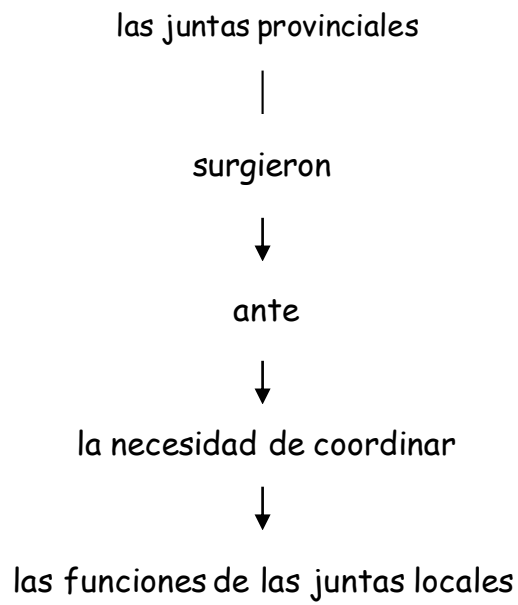 las juntas provinciales
surgieron
ante
la necesidad de coordinar
las funciones de las juntas locales